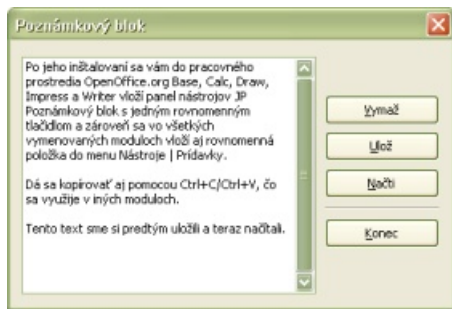 Poznámkový blok
Po jeho inštalovaní sa vám do pracovného
prostredia OpenOffice.org Base, Calc, Draw,
Impress a Writer vloží panel nástrojov JP
Poznámkový blok s jedným rovnomenným
tlačidlom a zároveň sa vo všetkých
vymenovaných moduloch vloží aj rovnomenná
položka do menu Nástroje | Prídavky.
Dá sa kopírovať aj pomocou Ctrl+C/Ctrl+V, čo
sa využije v iných moduloch.
Tento text sme si predtým uložili a teraz načítali.
Vymaž
Ulož
Načti
Konec